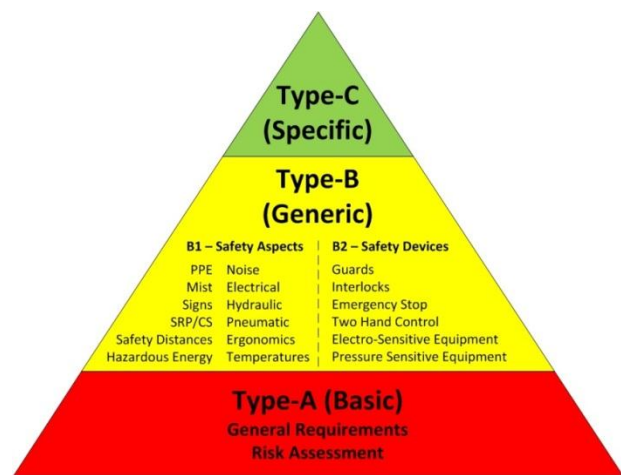 Type-C
(Specific)
Type-B
(Generic)
B1 – Safety Aspects
PPE Noise
Mist Electrical
Signs Hydraulic
SRP/CS Pneumatic
Safety Distances Ergonomics
Hazardous Energy Temperatures
B2 – Safety Devices
Guards
Interlocks
Emergency Stop
Two Hand Control
Electro-Sensitive Equipment
Pressure Sensitive Equipment
Type-A (Basic)
General Requirements
Risk Assessment